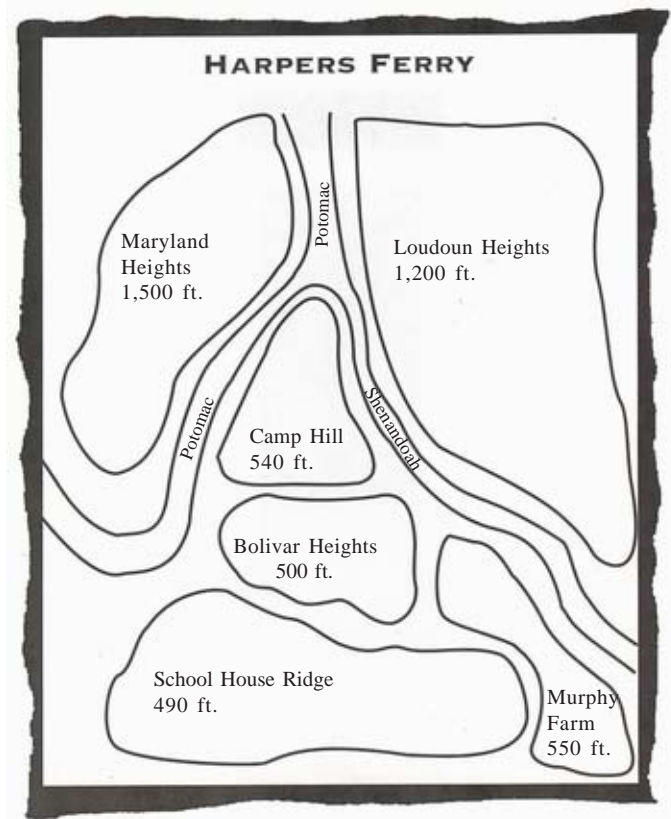 HARPERS FERRY
Potomac
Maryland
Heights
1,500 ft.
Loudoun Heights
1,200 ft.
Potomac
Camp Hill
540 ft.
Shenandoah
Bolivar Heights
500 ft.
School House Ridge
490 ft.
Murphy
Farm
550 ft.